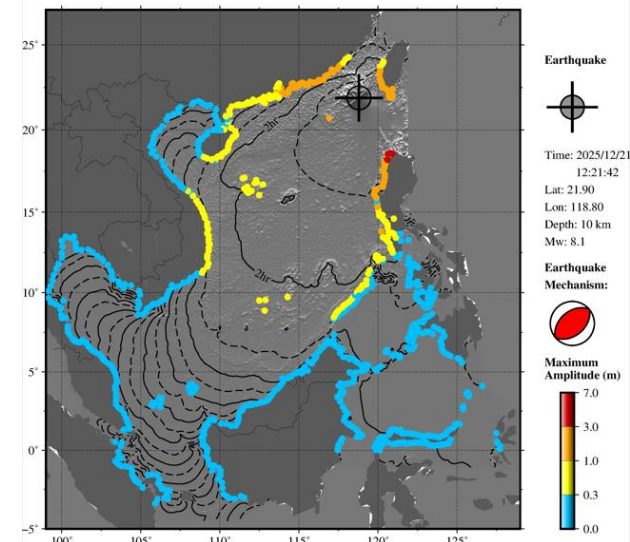 25°
20°
15°
10°
5°
0°
−5°
100°
105°
110°
115°
120°
125°
2hr
2hr
Earthquake
Time: 2025/12/21
12:21:42
Lat: 21.90
Lon: 118.80
Depth: 10 km
Mw: 8.1
Earthquake
Mechanism:
Maximum
Amplitude (m)
7.0
3.0
1.0
0.3
0.0